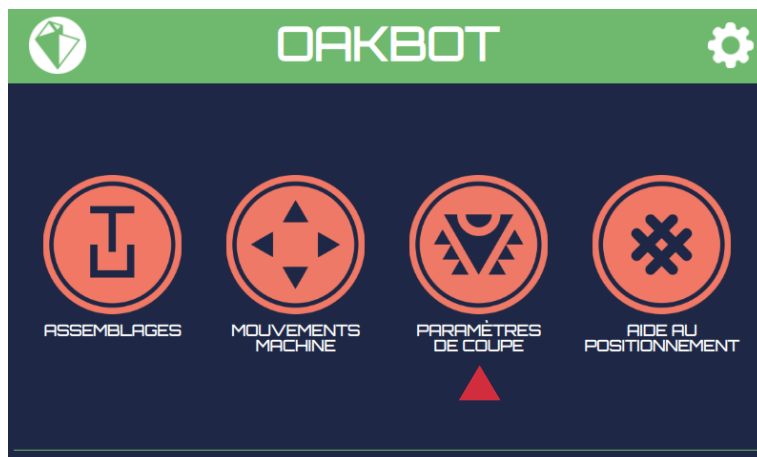 OAKBOT
ASSEMBLAGES
MOUVEMENTS
MACHINE
PARAMÈTRES
DE COUPE
AIDE AU
POSITIONNEMENT